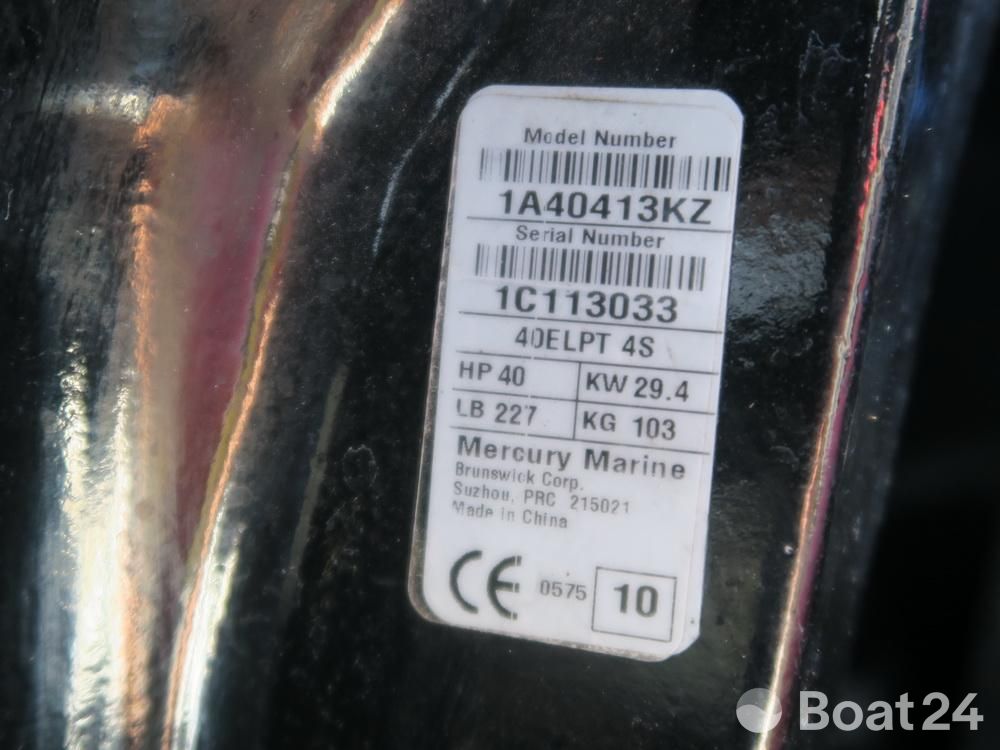 Model Number
1A40413KZ
Serial Number
1C113033
40ELPT 4S
HP 40 KW 29.4
LB 227 KG 103
Mercury Marine
Brunswick Corp.
Suzhou, PRC 215021
Made in China
CE 0575 10
Boat24